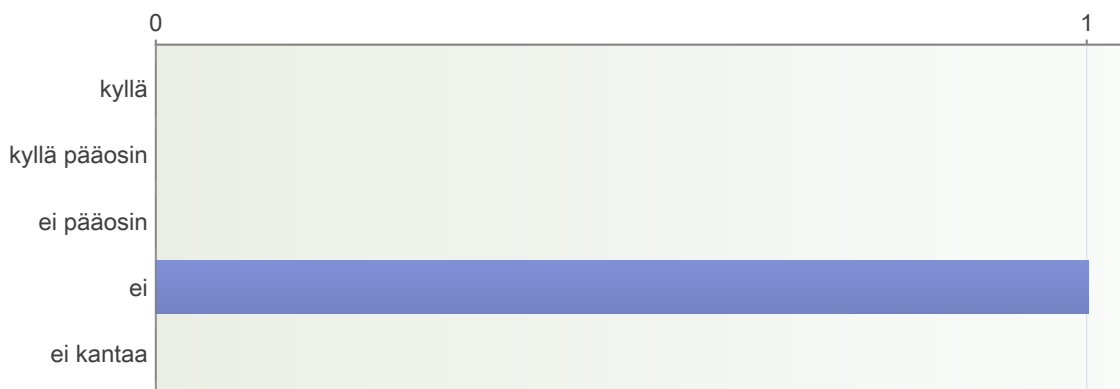 0 1
kyllä
kyllä pääosin
ei pääosin
ei
ei kantaa